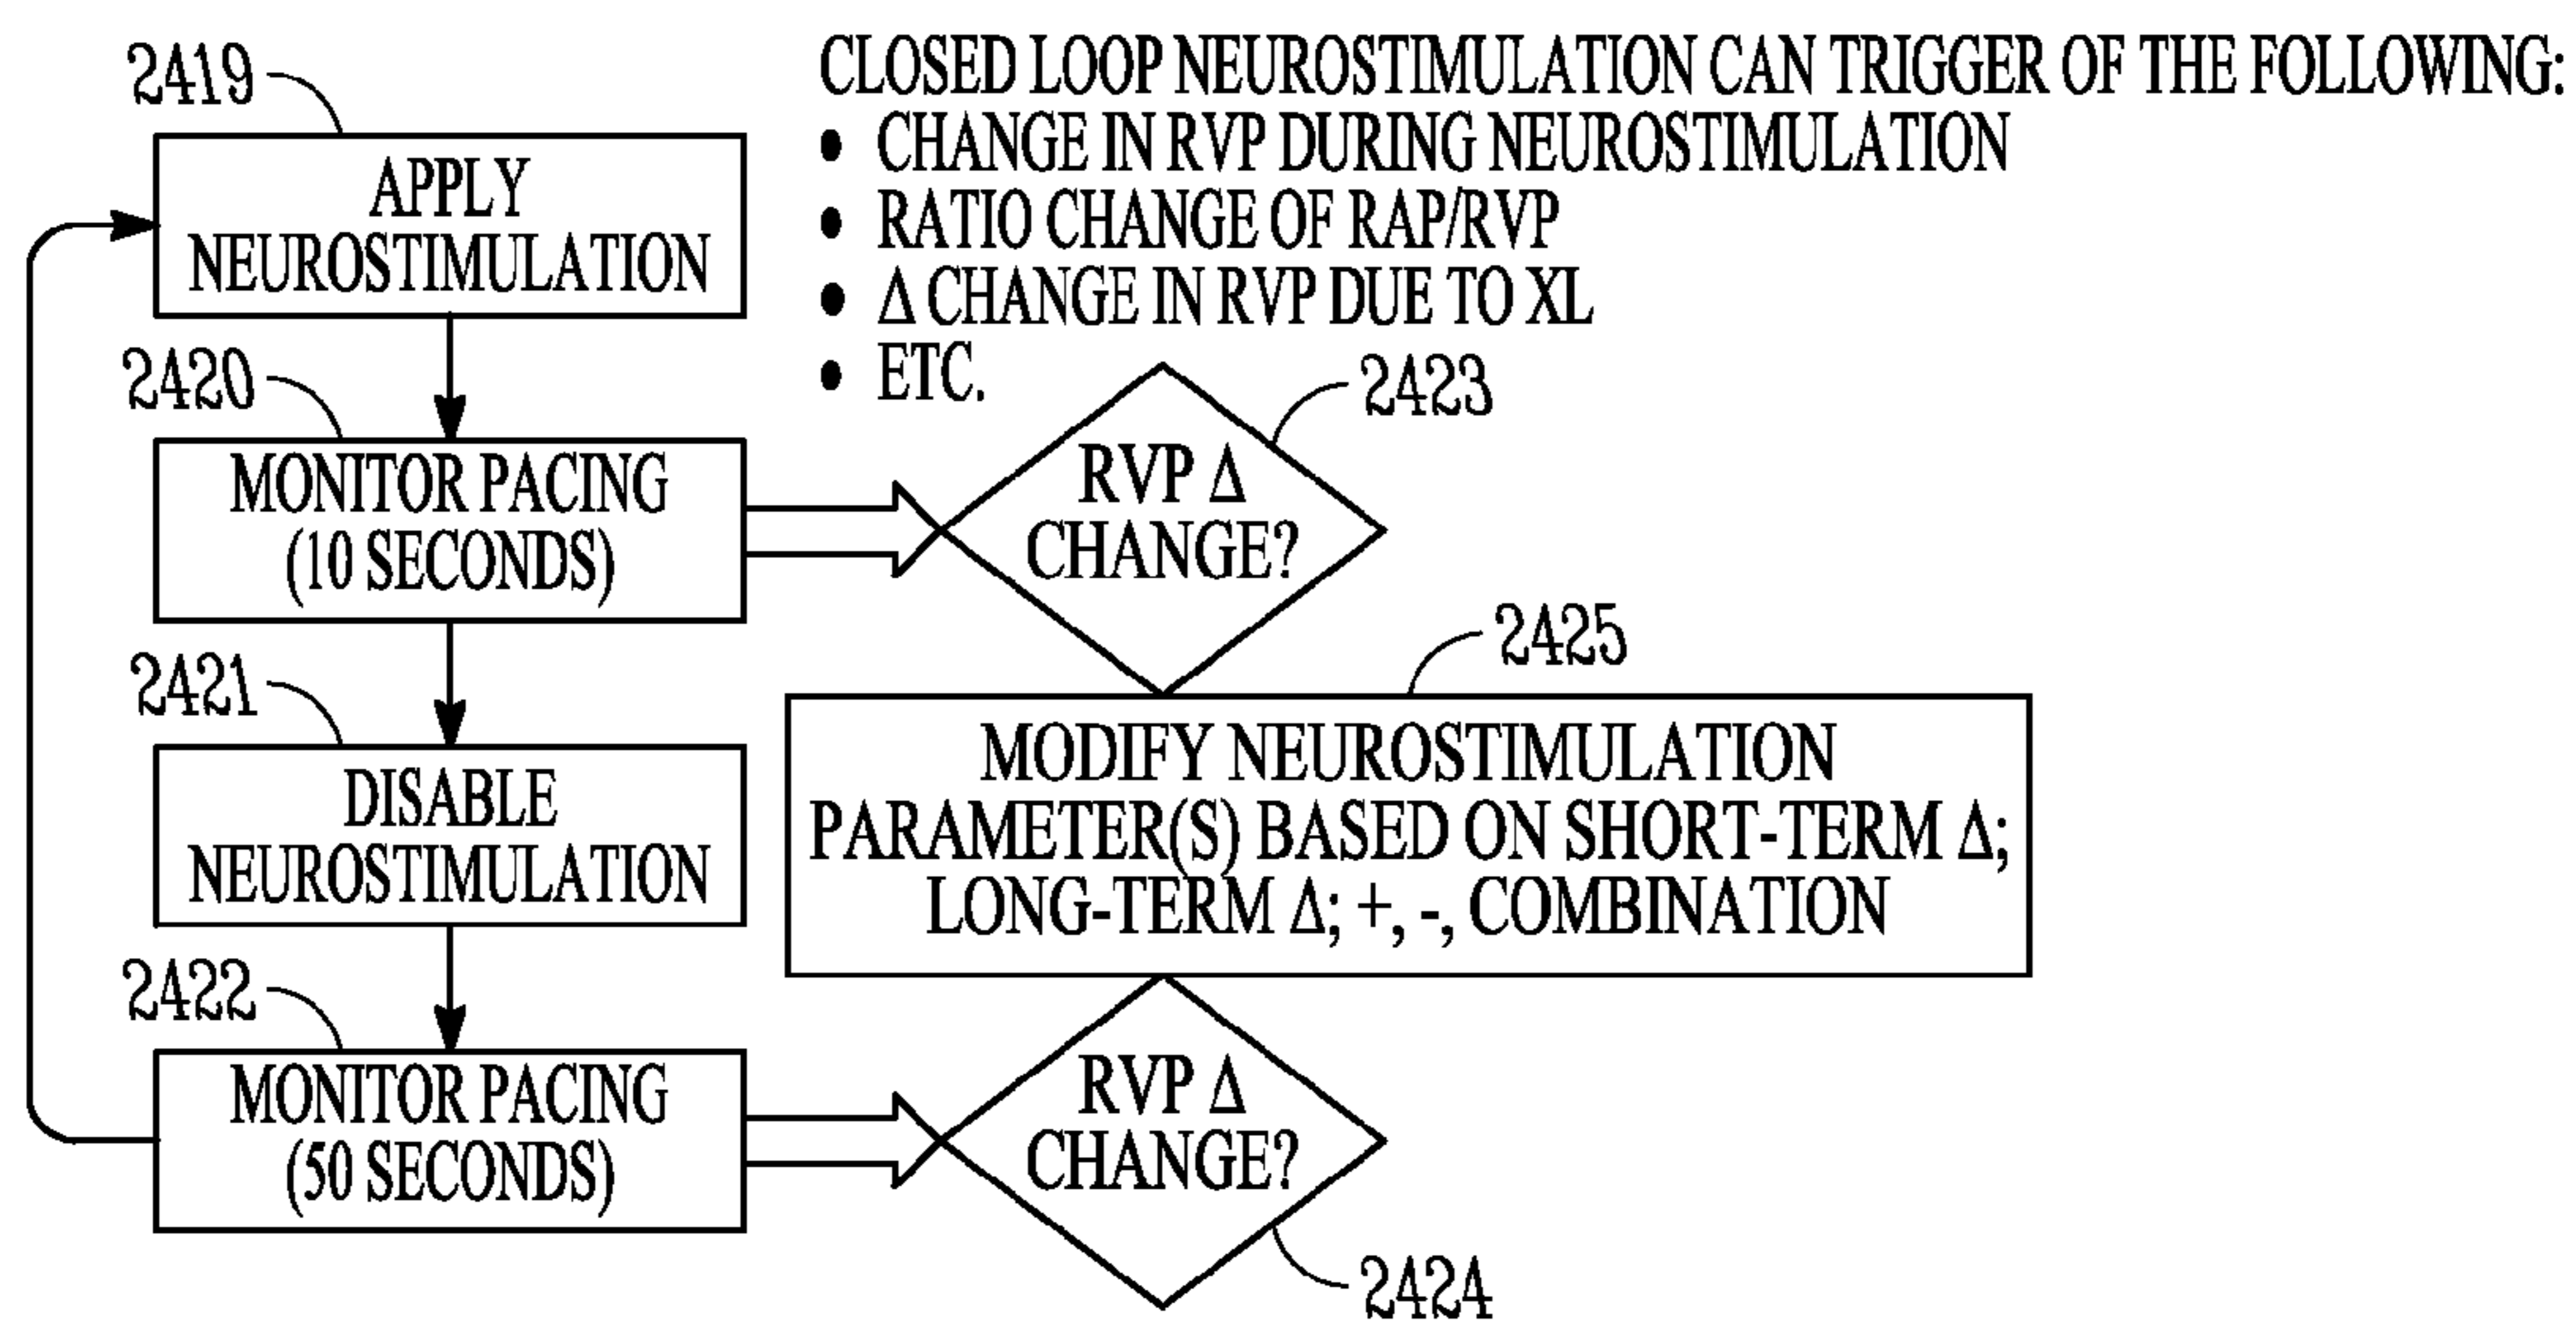 2419
APPLY
NEUROSTIMULATION
CLOSED LOOP NEUROSTIMULATION CAN TRIGGER OF THE FOLLOWING:
• CHANGE IN RVP DURING NEUROSTIMULATION
• RATIO CHANGE OF RAP/RVP
• Δ CHANGE IN RVP DUE TO XL
• ETC.
2420
MONITOR PACING
(10 SECONDS)
2423
RVP Δ
CHANGE?
2421
DISABLE
NEUROSTIMULATION
2425
MODIFY NEUROSTIMULATION
PARAMETER(S) BASED ON SHORT-TERM Δ;
LONG-TERM Δ; +, -, COMBINATION
2422
MONITOR PACING
(50 SECONDS)
RVP Δ
CHANGE?
2424